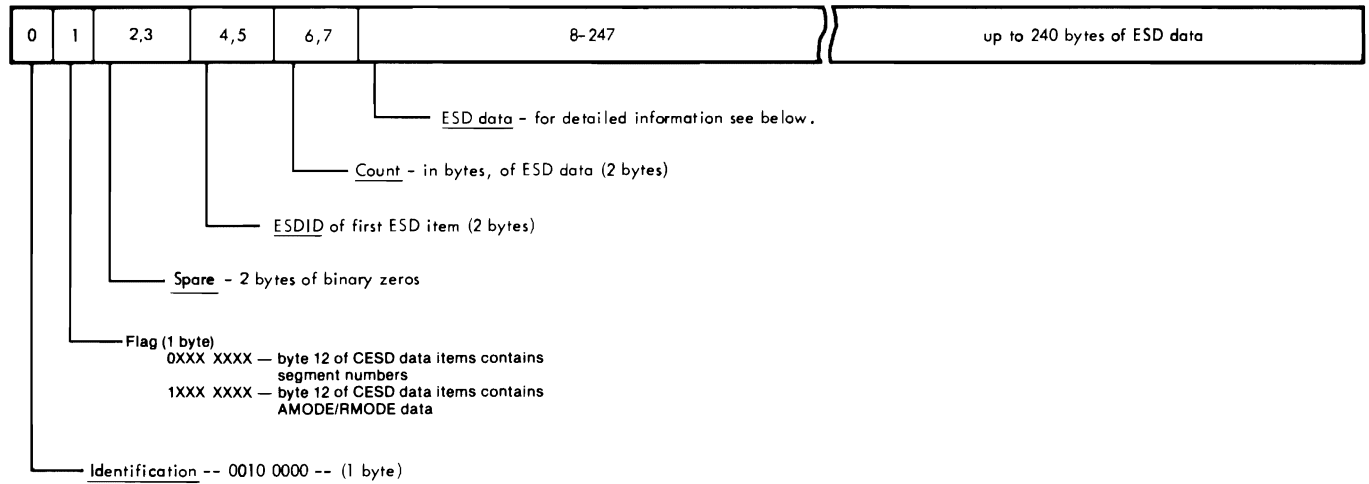 0 1 2,3 4,5 6,7 8-247 up to 240 bytes of ESD data
ESD data - for detailed information see below.
Count - in bytes, of ESD data (2 bytes)
ESDID of first ESD item (2 bytes)
Spare - 2 bytes of binary zeros
Flag (1 byte)
0XXX XXXX — byte 12 of CESD data items contains
segment numbers
1XXX XXXX — byte 12 of CESD data items contains
AMODE/RMODE data
Identification -- 0010 0000 -- (1 byte)